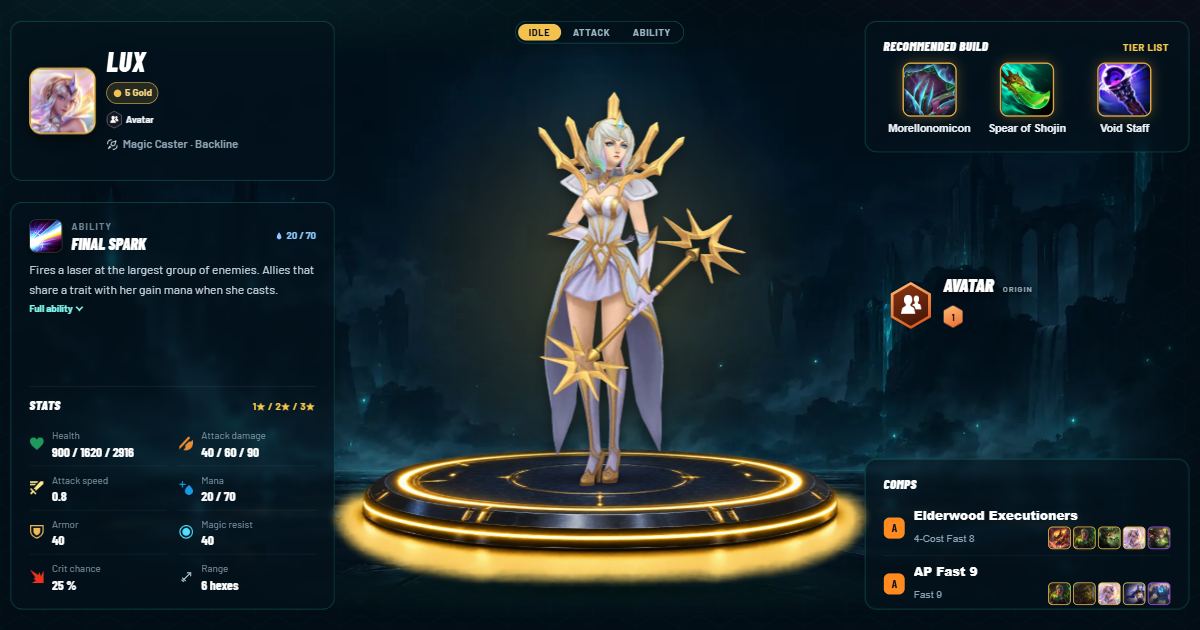 LUX
5 Gold
Avatar
Magic Caster · Backline
IDLE ATTACK ABILITY
RECOMMENDED BUILD TIER LIST
Morellonomicon Spear of Shojin Void Staff
ABILITY
FINAL SPARK
20 / 70
Fires a laser at the largest group of enemies. Allies that
share a trait with her gain mana when she casts.
Full ability
STATS 1★ / 2★ / 3★
Health
900 / 1620 / 2916
Attack damage
40 / 60 / 90
Attack speed
0.8
Mana
20 / 70
Armor
40
Magic resist
40
Crit chance
25 %
Range
6 hexes
AVATAR ORIGIN
1
COMPS
A
Elderwood Executioners
4-Cost Fast 8
A
AP Fast 9
Fast 9